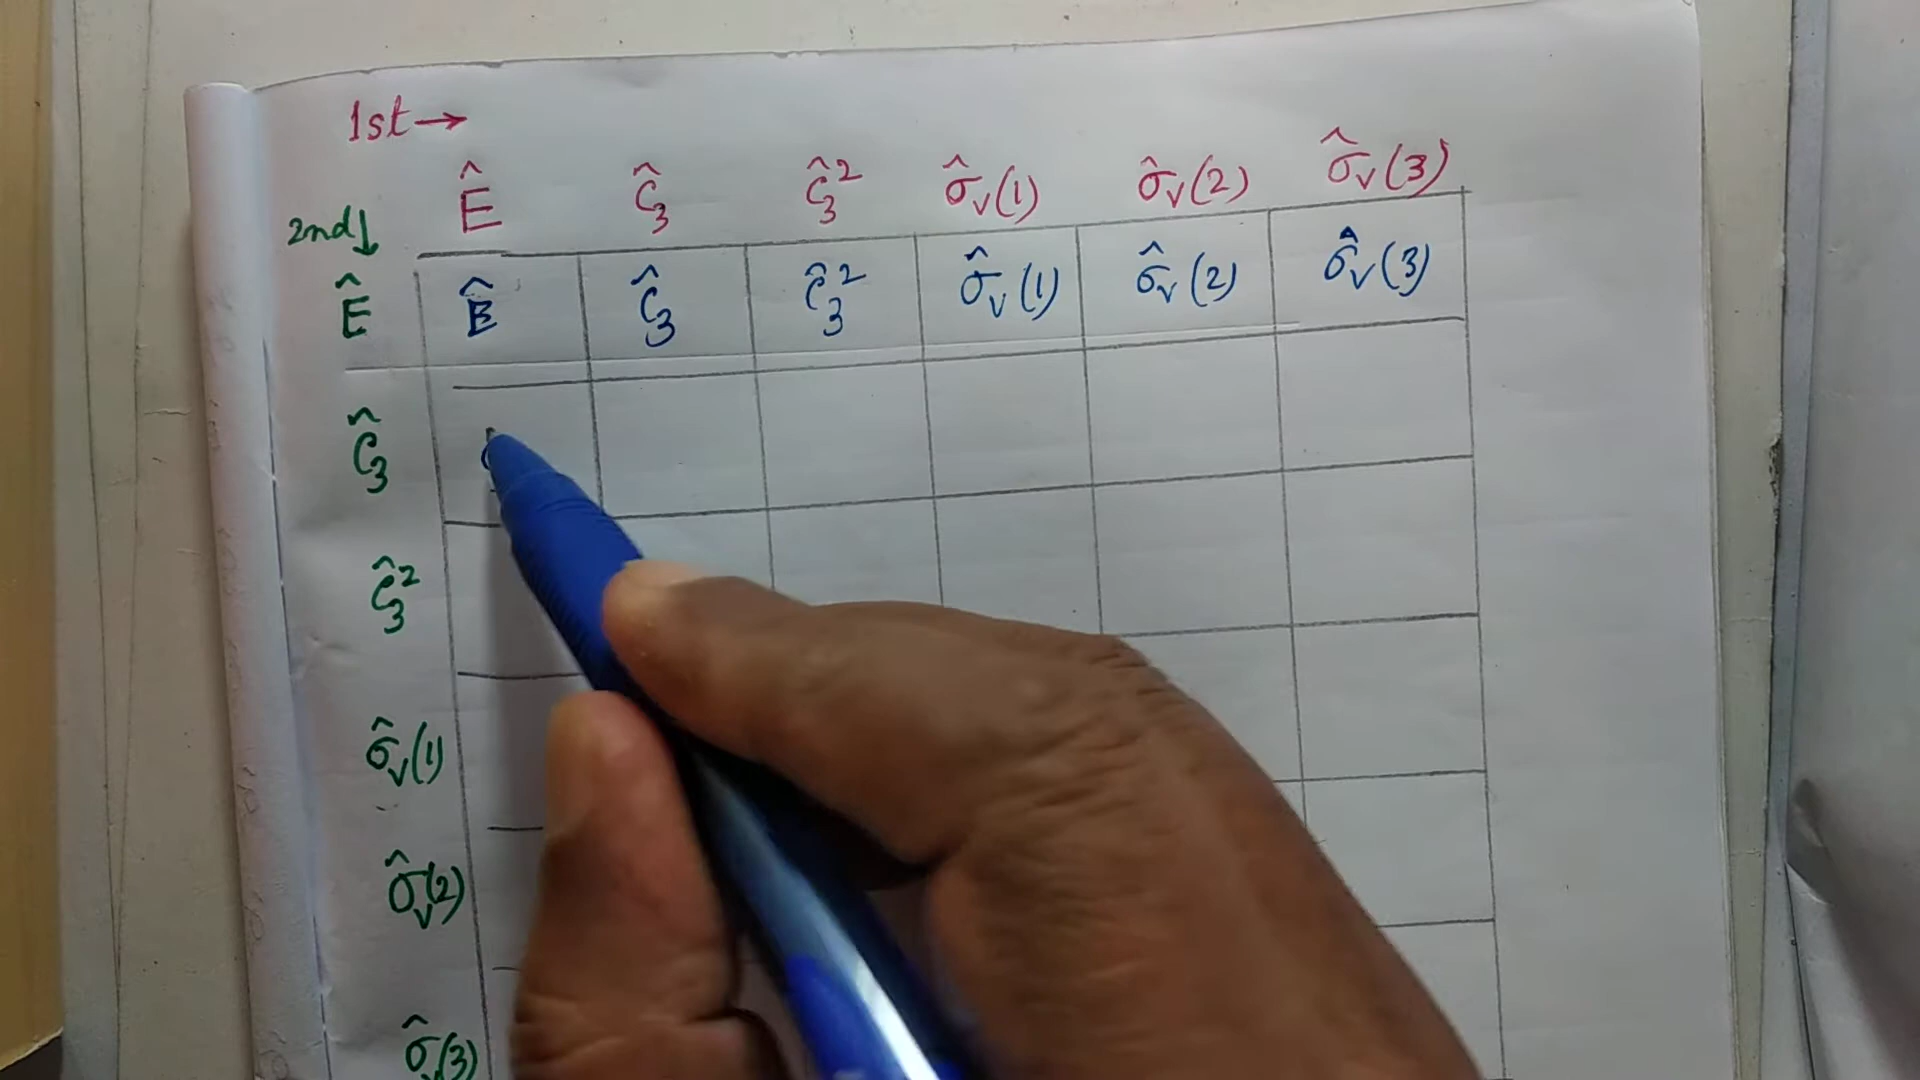 1st →
Ê Ĉ₃ Ĉ₃² σ̂ᵥ(1) σ̂ᵥ(2) σ̂ᵥ(3)
2nd ↓
Ê Ê Ĉ₃ Ĉ₃² σ̂ᵥ(1) σ̂ᵥ(2) σ̂ᵥ(3)
Ĉ₃
Ĉ₃²
σ̂ᵥ(1)
σ̂ᵥ(2)
σ̂ᵥ(3)